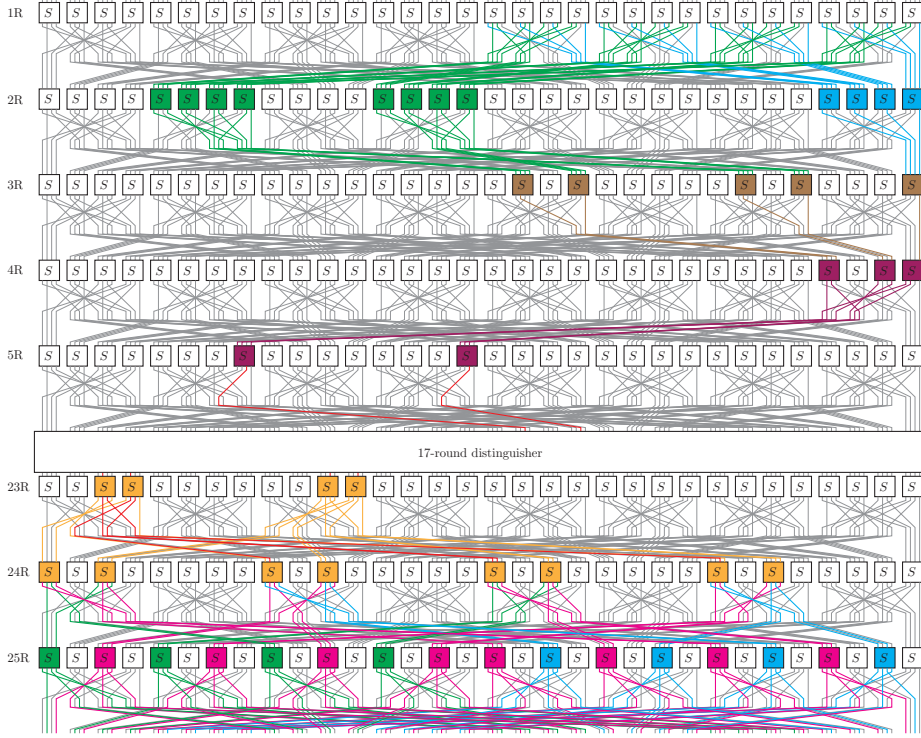 1R S S S S S S S S S S S S S S S S S S S S S S S S S S S S S S S S
2R S S S S S S S S S S S S S S S S S S S S S S S S S S S S S S S S
3R S S S S S S S S S S S S S S S S S S S S S S S S S S S S S S S S
4R S S S S S S S S S S S S S S S S S S S S S S S S S S S S S S S S
5R S S S S S S S S S S S S S S S S S S S S S S S S S S S S S S S S
17-round distinguisher
23R S S S S S S S S S S S S S S S S S S S S S S S S S S S S S S S S
24R S S S S S S S S S S S S S S S S S S S S S S S S S S S S S S S S
25R S S S S S S S S S S S S S S S S S S S S S S S S S S S S S S S S